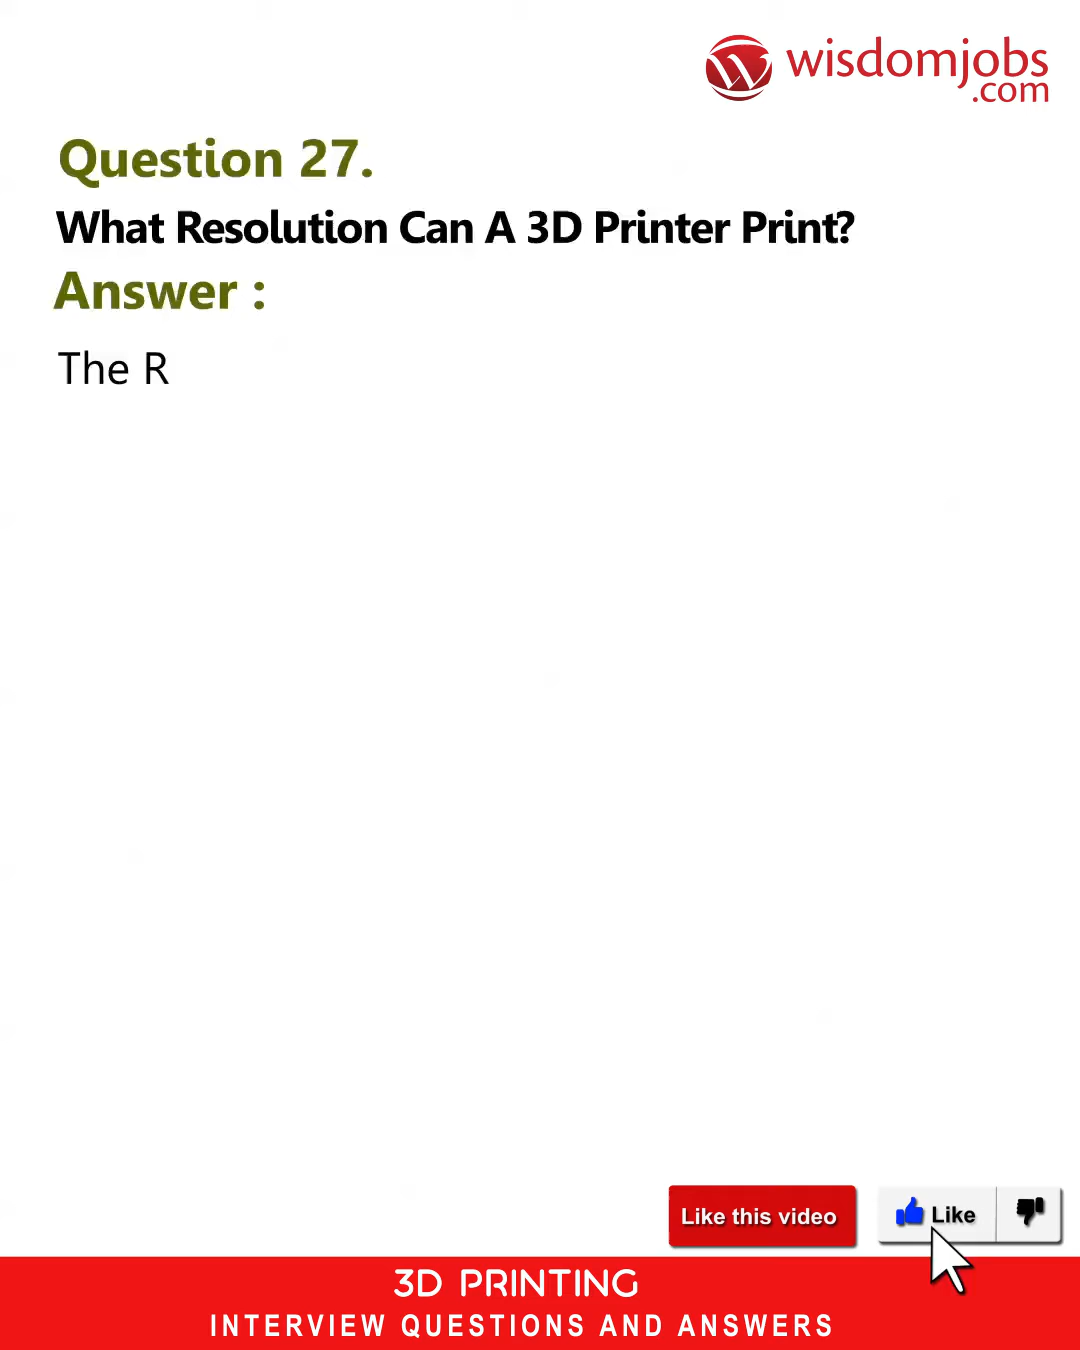 wisdomjobs
.com
Question 27.
What Resolution Can A 3D Printer Print?
Answer :
The R
Like this video
Like
3D PRINTING
INTERVIEW QUESTIONS AND ANSWERS